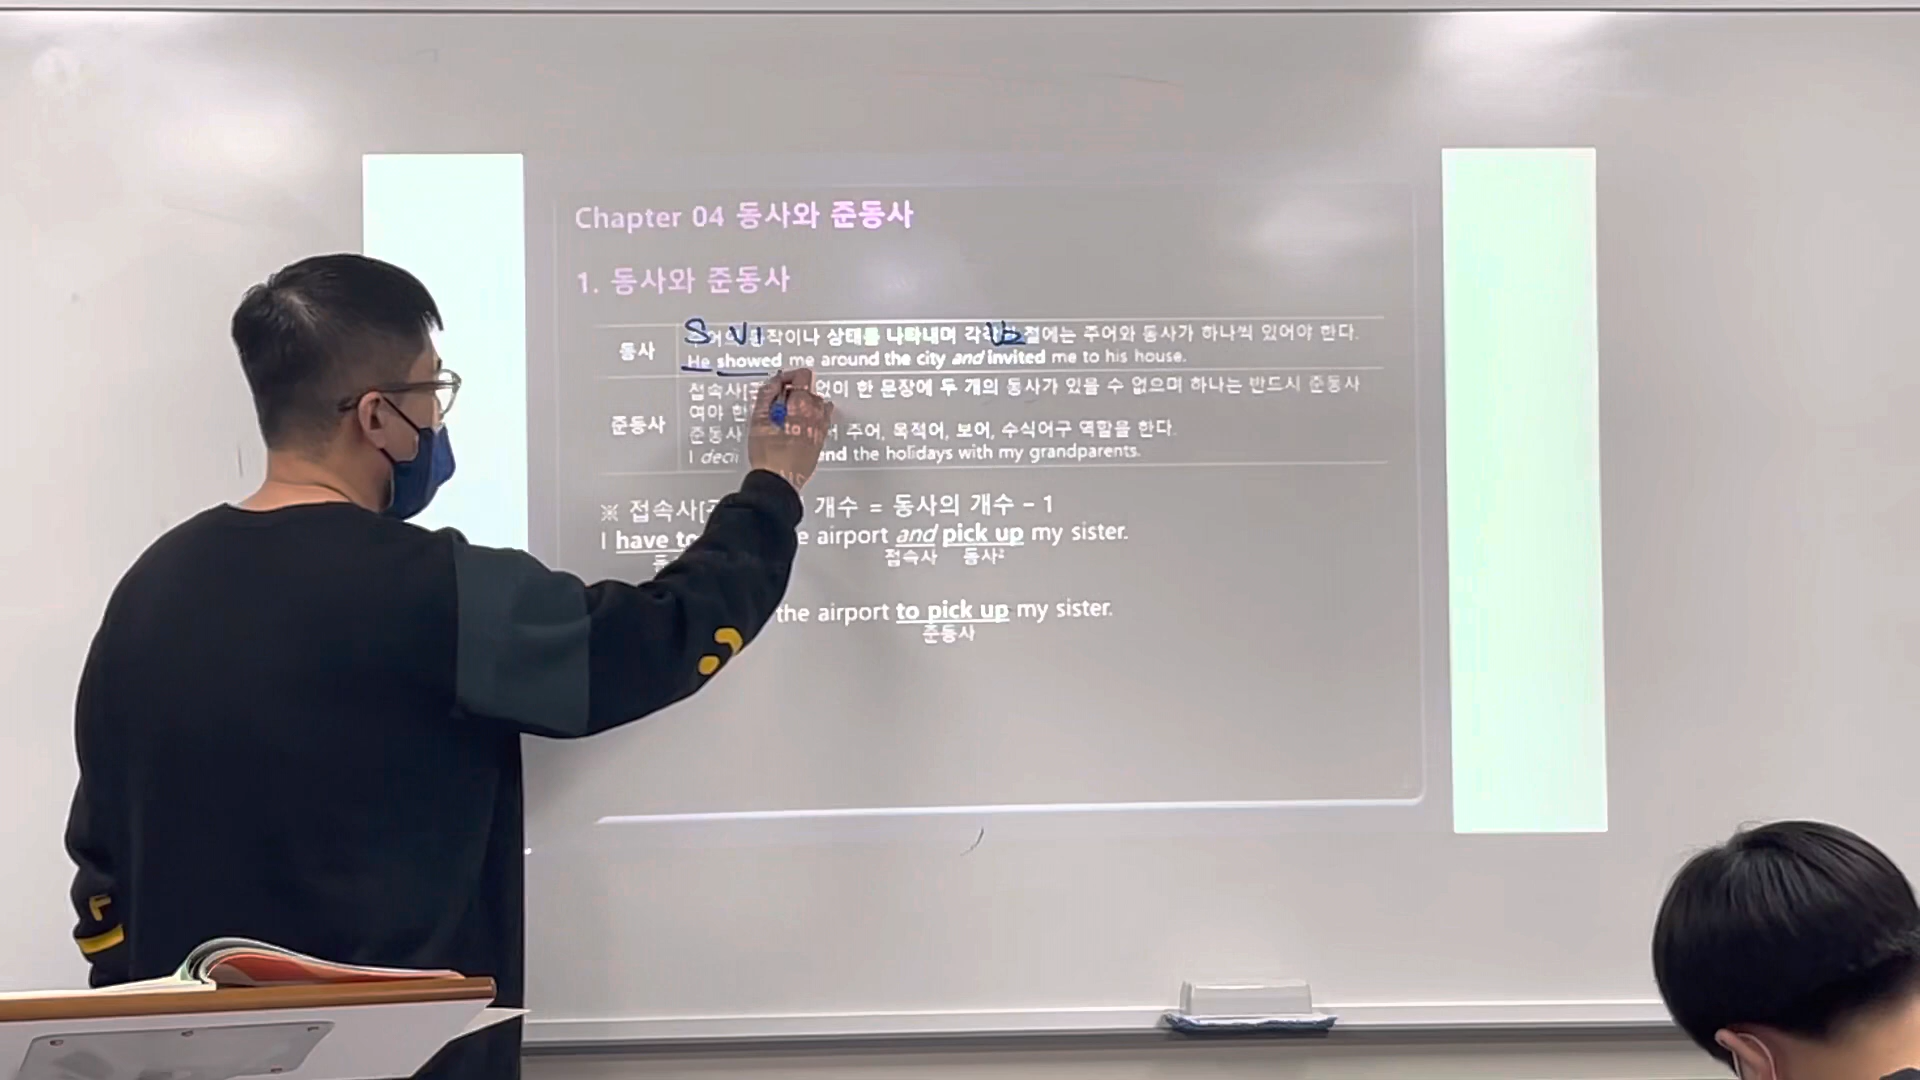 Chapter 04 동사와 준동사
1. 동사와 준동사
S V1 V2
동작이나 상태를 나타내며 절에는 주어와 동사가 하나씩 있어야 한다.
동사
He showed me around the city and invited me to his house.
접속사 없이 한 문장에 두 개의 동사가 있을 수 없으며 하나는 반드시 준동사
여야
준동사
준동사 주어, 목적어, 보어, 수식어구 역할을 한다.
I the holidays with my grandparents.
※ 접속사 개수 = 동사의 개수 - 1
I have to airport and pick up my sister.
접속사 동사²
the airport to pick up my sister.
준동사